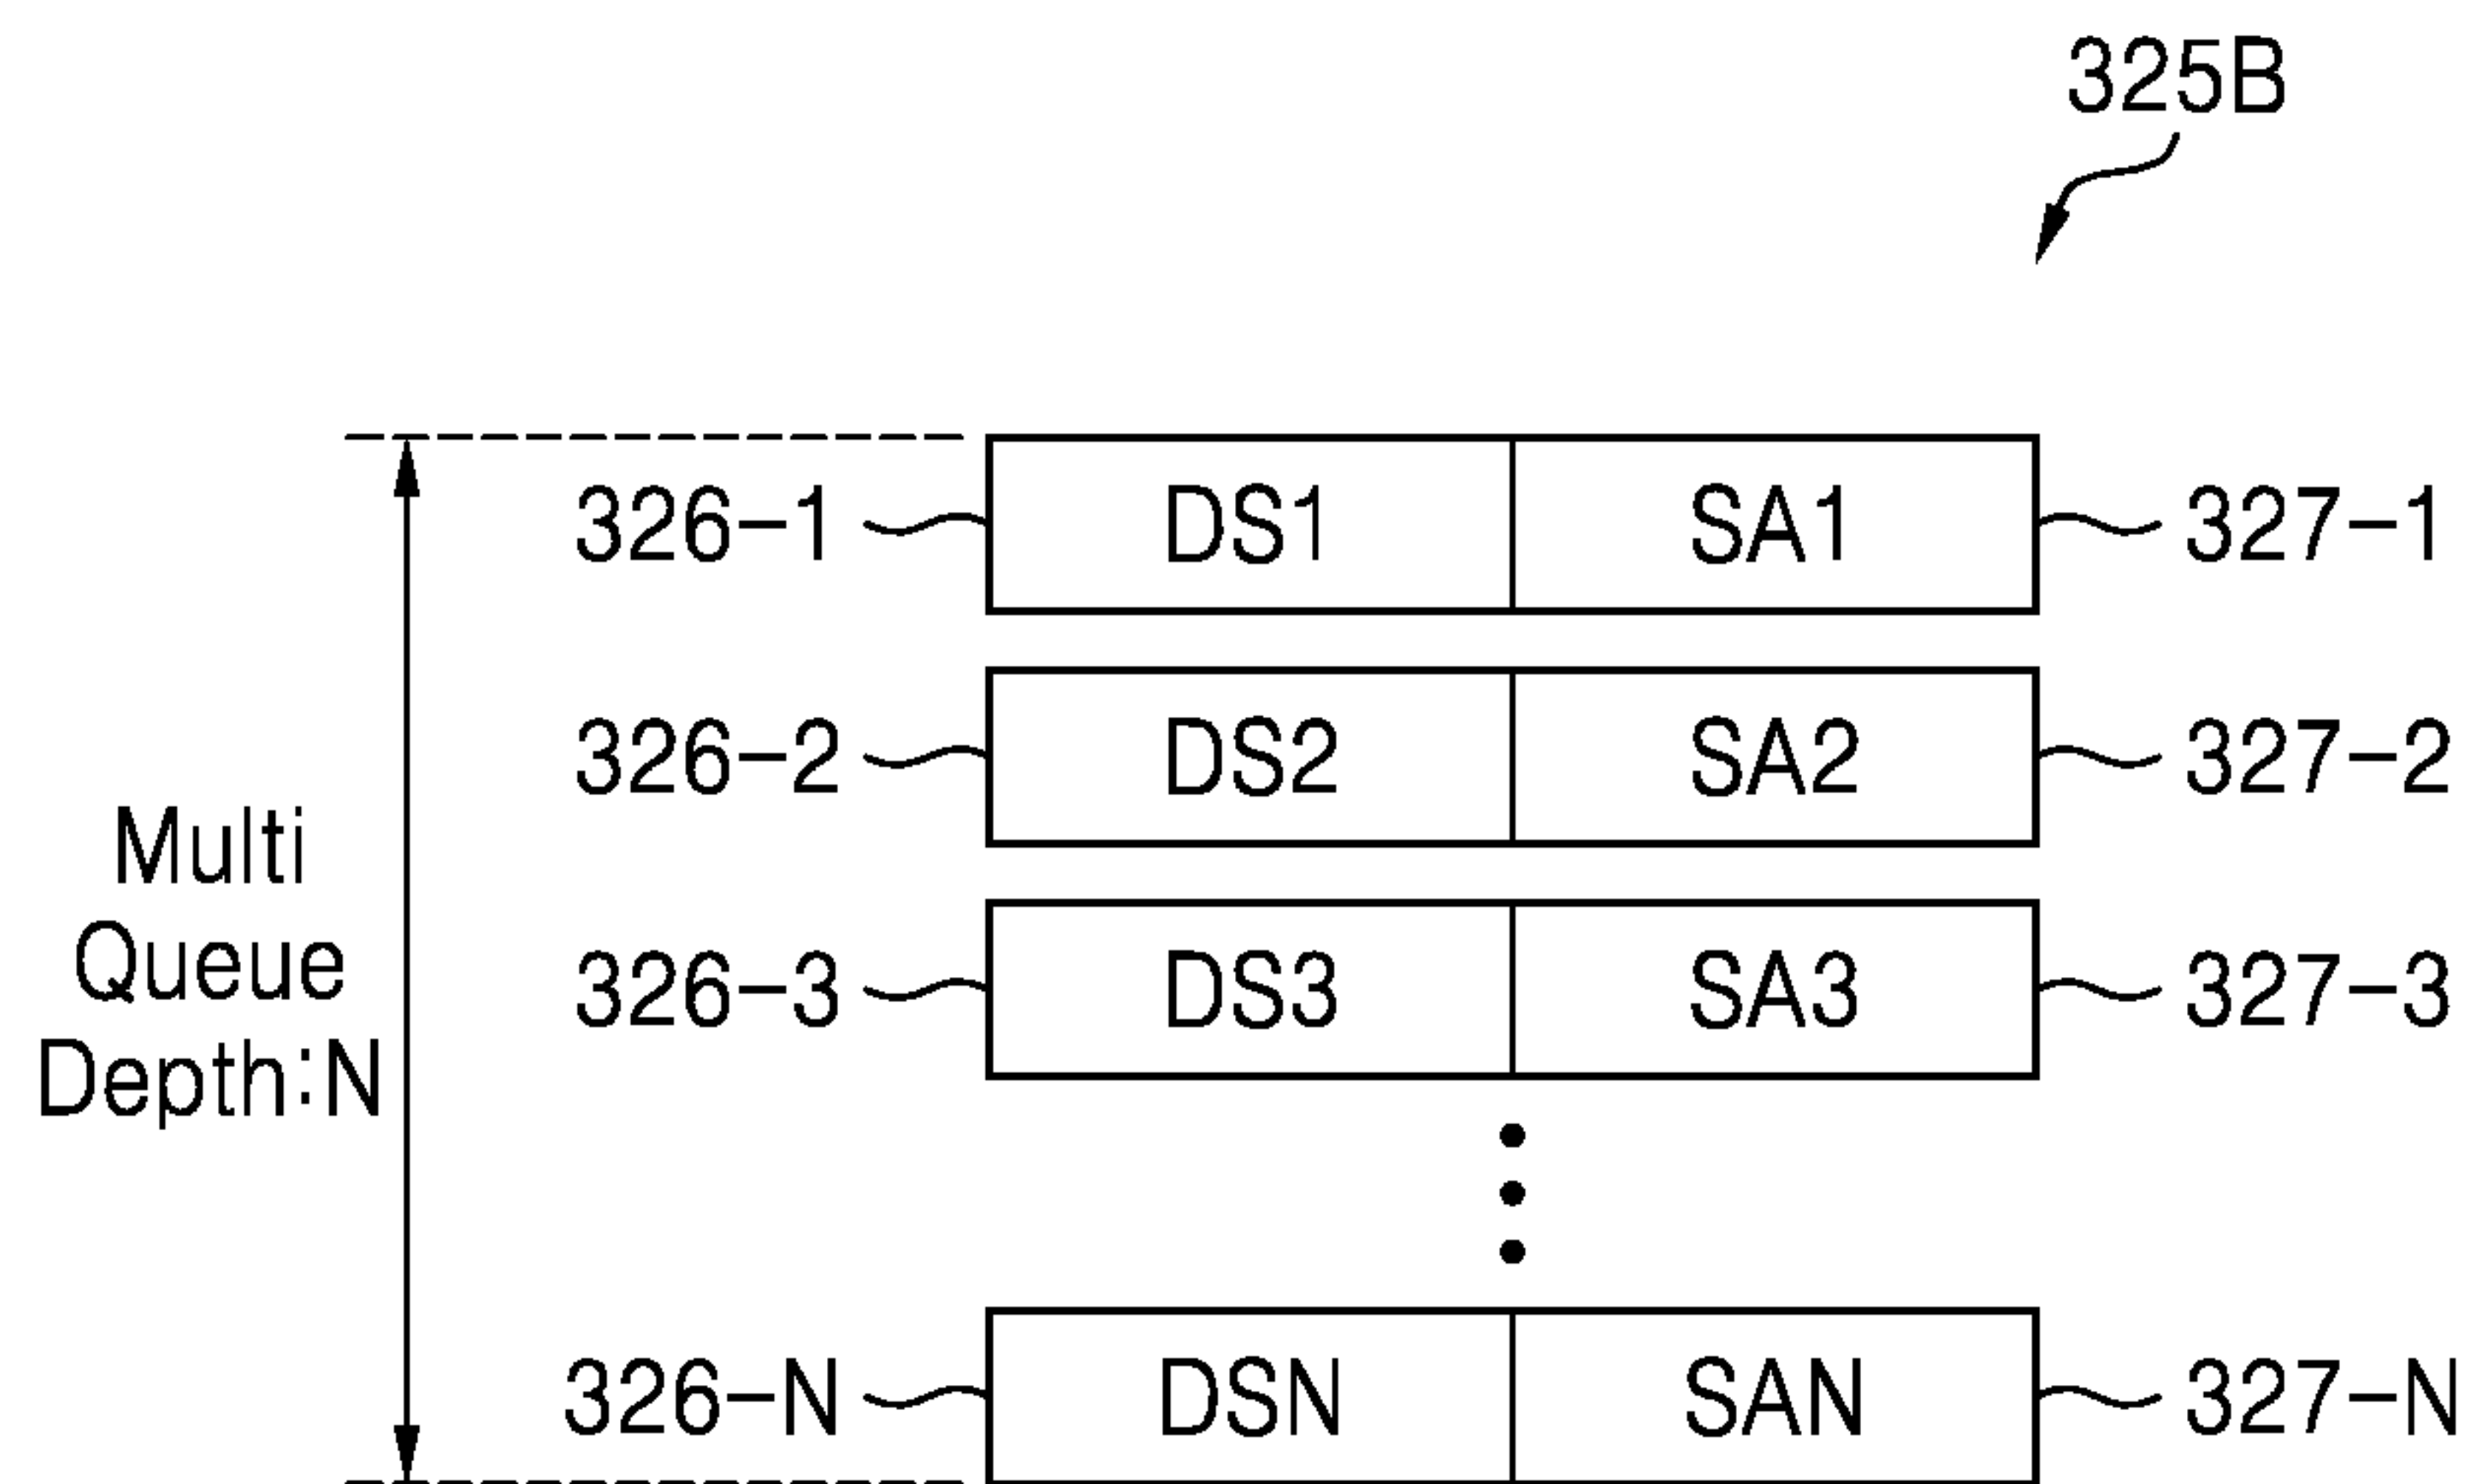 325B
326-1 DS1 SA1 327-1
326-2 DS2 SA2 327-2
326-3 DS3 SA3 327-3
Multi
Queue
Depth:N
326-N DSN SAN 327-N